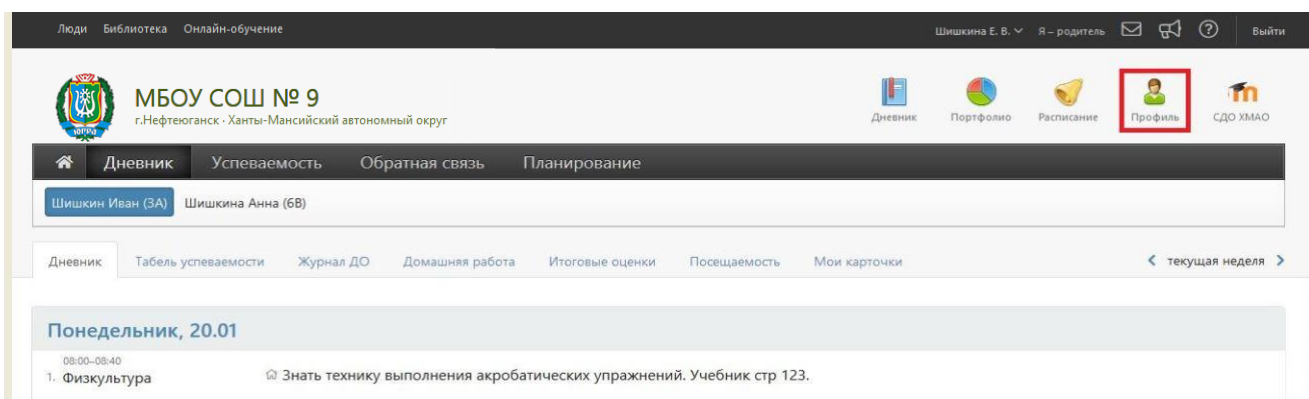 Люди Библиотека Онлайн-обучение Шишкина Е. В. Я – родитель Выйти
ЮГРА
МБОУ СОШ № 9
г.Нефтеюганск · Ханты-Мансийский автономный округ
Дневник Портфолио Расписание Профиль СДО ХМАО
Дневник Успеваемость Обратная связь Планирование
Шишкин Иван (3А) Шишкина Анна (6В)
Дневник Табель успеваемости Журнал ДО Домашняя работа Итоговые оценки Посещаемость Мои карточки текущая неделя
Понедельник, 20.01
08:00–08:40
1. Физкультура Знать технику выполнения акробатических упражнений. Учебник стр 123.